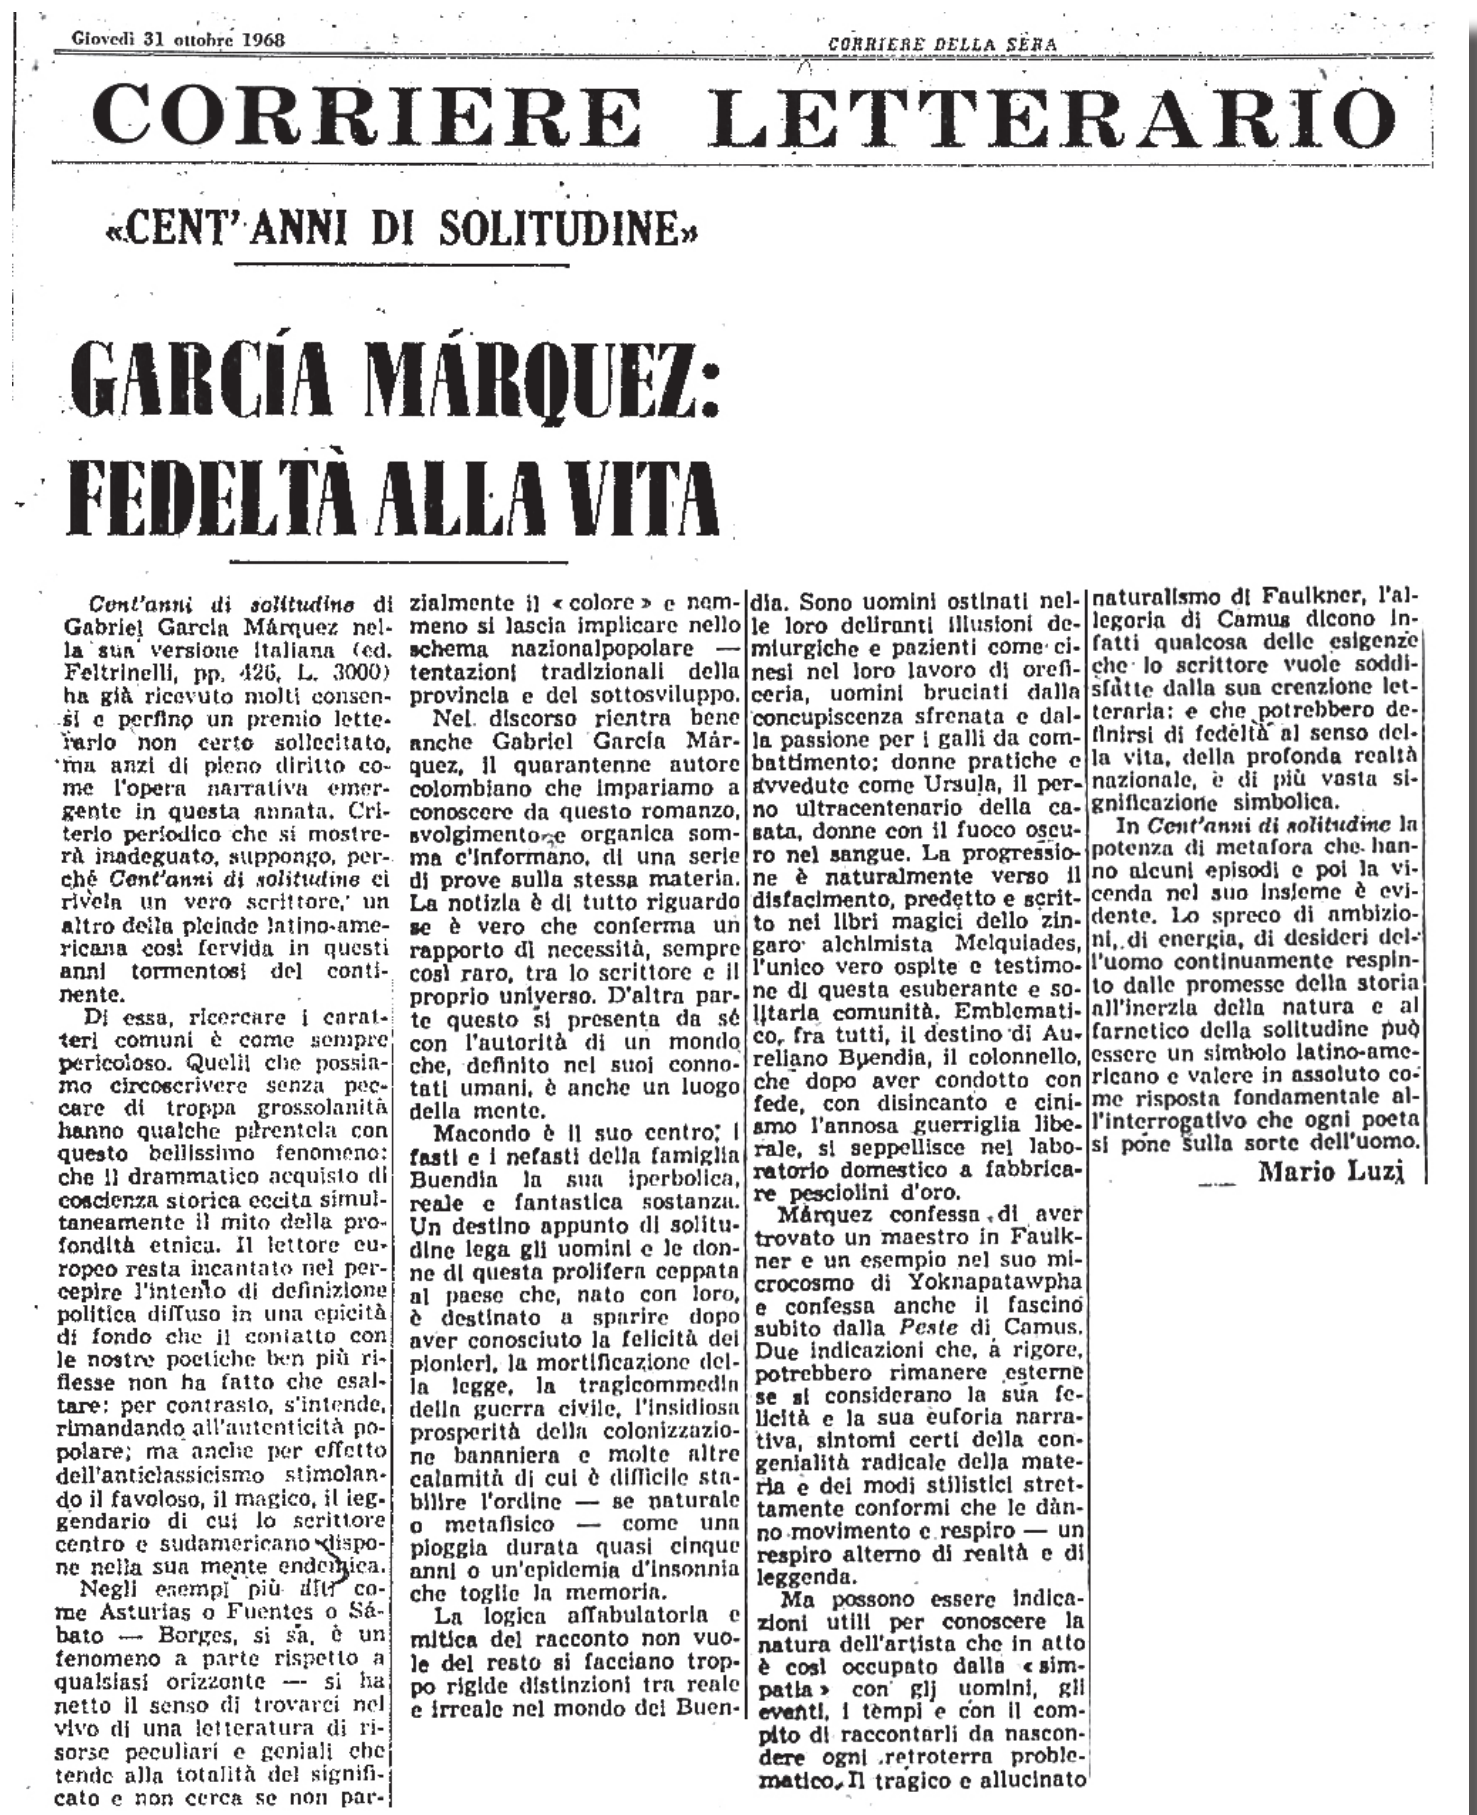 Giovedì 31 ottobre 1968
CORRIERE DELLA SERA
CORRIERE LETTERARIO
«CENT'ANNI DI SOLITUDINE»
GARCÍA MÁRQUEZ:
FEDELTÀ ALLA VITA
Cent'anni di solitudine di
Gabriel Garcia Márquez nel-
la sua versione italiana (ed.
Feltrinelli, pp. 426, L. 3000)
ha già ricevuto molti consen-
si e perfino un premio lette-
rario non certo sollecitato,
ma anzi di pieno diritto co-
me l'opera narrativa emer-
gente in questa annata. Cri-
terio periodico che si mostre-
rà inadeguato, suppongo, per-
ché Cent'anni di solitudine ci
rivela un vero scrittore, un
altro della pleiade latino-ame-
ricana così fervida in questi
anni tormentosi del conti-
nente.
Di essa, ricercare i carat-
teri comuni è come sempre
pericoloso. Quelli che possia-
mo circoscrivere senza pec-
care di troppa grossolanità
hanno qualche parentela con
questo bellissimo fenomeno:
che il drammatico acquisto di
coscienza storica eccita simul-
taneamente il mito della pro-
fondità etnica. Il lettore eu-
ropeo resta incantato nel per-
cepire l'intento di definizione
politica diffuso in una epicità
di fondo che il contatto con
le nostre poetiche ben più ri-
flesse non ha fatto che esal-
tare: per contrasto, s'intende,
rimandando all'autenticità po-
polare; ma anche per effetto
dell'anticlassicismo stimolan-
do il favoloso, il magico, il leg-
gendario di cui lo scrittore
centro e sudamericano dispo-
ne nella sua mente endemica.
Negli esempi più alti co-
me Asturias o Fuentes o Sá-
bato — Borges, si sa, è un
fenomeno a parte rispetto a
qualsiasi orizzonte — si ha
netto il senso di trovarci nel
vivo di una letteratura di ri-
sorse peculiari e geniali che
tende alla totalità del signifi-
cato e non cerca se non par-
zialmente il «colore» e nem-
meno si lascia implicare nello
schema nazionalpopolare —
tentazioni tradizionali della
provincia e del sottosviluppo.
Nel discorso rientra bene
anche Gabriel García Már-
quez, il quarantenne autore
colombiano che impariamo a
conoscere da questo romanzo,
svolgimento e organica som-
ma c'informano, di una serie
di prove sulla stessa materia.
La notizia è di tutto riguardo
se è vero che conferma un
rapporto di necessità, sempre
così raro, tra lo scrittore e il
proprio universo. D'altra par-
te questo si presenta da sé
con l'autorità di un mondo
che, definito nei suoi conno-
tati umani, è anche un luogo
della mente.
Macondo è il suo centro; i
fasti e i nefasti della famiglia
Buendia la sua iperbolica,
reale e fantastica sostanza.
Un destino appunto di solitu-
dine lega gli uomini e le don-
ne di questa prolifera ceppata
al paese che, nato con loro,
è destinato a sparire dopo
aver conosciuto la felicità dei
pionieri, la mortificazione del-
la legge, la tragicommedia
della guerra civile, l'insidiosa
prosperità della colonizzazio-
ne bananiera e molte altre
calamità di cui è difficile sta-
bilire l'ordine — se naturale
o metafisico — come una
pioggia durata quasi cinque
anni o un'epidemia d'insonnia
che toglie la memoria.
La logica affabulatoria e
mitica del racconto non vuo-
le del resto si facciano trop-
po rigide distinzioni tra reale
e irreale nel mondo dei Buen-
dia. Sono uomini ostinati nel-
le loro deliranti illusioni de-
miurgiche e pazienti come ci-
nesi nel loro lavoro di orefi-
ceria, uomini bruciati dalla
concupiscenza sfrenata e dal-
la passione per i galli da com-
battimento; donne pratiche e
avvedute come Ursula, il per-
no ultracentenario della ca-
sata, donne con il fuoco oscu-
ro nel sangue. La progressio-
ne è naturalmente verso il
disfacimento, predetto e scrit-
to nei libri magici dello zin-
garo alchimista Melquiades,
l'unico vero ospite e testimo-
ne di questa esuberante e so-
litaria comunità. Emblemati-
co, fra tutti, il destino di Au-
reliano Buendia, il colonnello,
che dopo aver condotto con
fede, con disincanto e cini-
smo l'annosa guerriglia libe-
rale, si seppellisce nel labo-
ratorio domestico a fabbrica-
re pesciolini d'oro.
Márquez confessa di aver
trovato un maestro in Faulk-
ner e un esempio nel suo mi-
crocosmo di Yoknapatawpha
e confessa anche il fascino
subito dalla Peste di Camus.
Due indicazioni che, a rigore,
potrebbero rimanere esterne
se si considerano la sua fe-
licità e la sua euforia narra-
tiva, sintomi certi della con-
genialità radicale della mate-
ria e dei modi stilistici stret-
tamente conformi che le dàn-
no movimento e respiro — un
respiro alterno di realtà e di
leggenda.
Ma possono essere indica-
zioni utili per conoscere la
natura dell'artista che in atto
è così occupato dalla «sim-
patia» con gli uomini, gli
eventi, i tempi e con il com-
pito di raccontarli da nascon-
dere ogni retroterra proble-
matico. Il tragico e allucinato
naturalismo di Faulkner, l'al-
legoria di Camus dicono in-
fatti qualcosa delle esigenze
che lo scrittore vuole soddi-
sfatte dalla sua creazione let-
teraria: e che potrebbero de-
finirsi di fedeltà al senso del-
la vita, della profonda realtà
nazionale, e di più vasta si-
gnificazione simbolica.
In Cent'anni di solitudine la
potenza di metafora che han-
no alcuni episodi e poi la vi-
cenda nel suo insieme è evi-
dente. Lo spreco di ambizio-
ni, di energia, di desideri del-
l'uomo continuamente respin-
to dalle promesse della storia
all'inerzia della natura e al
farnetico della solitudine può
essere un simbolo latino-ame-
ricano e valere in assoluto co-
me risposta fondamentale al-
l'interrogativo che ogni poeta
si pone sulla sorte dell'uomo.
Mario Luzi